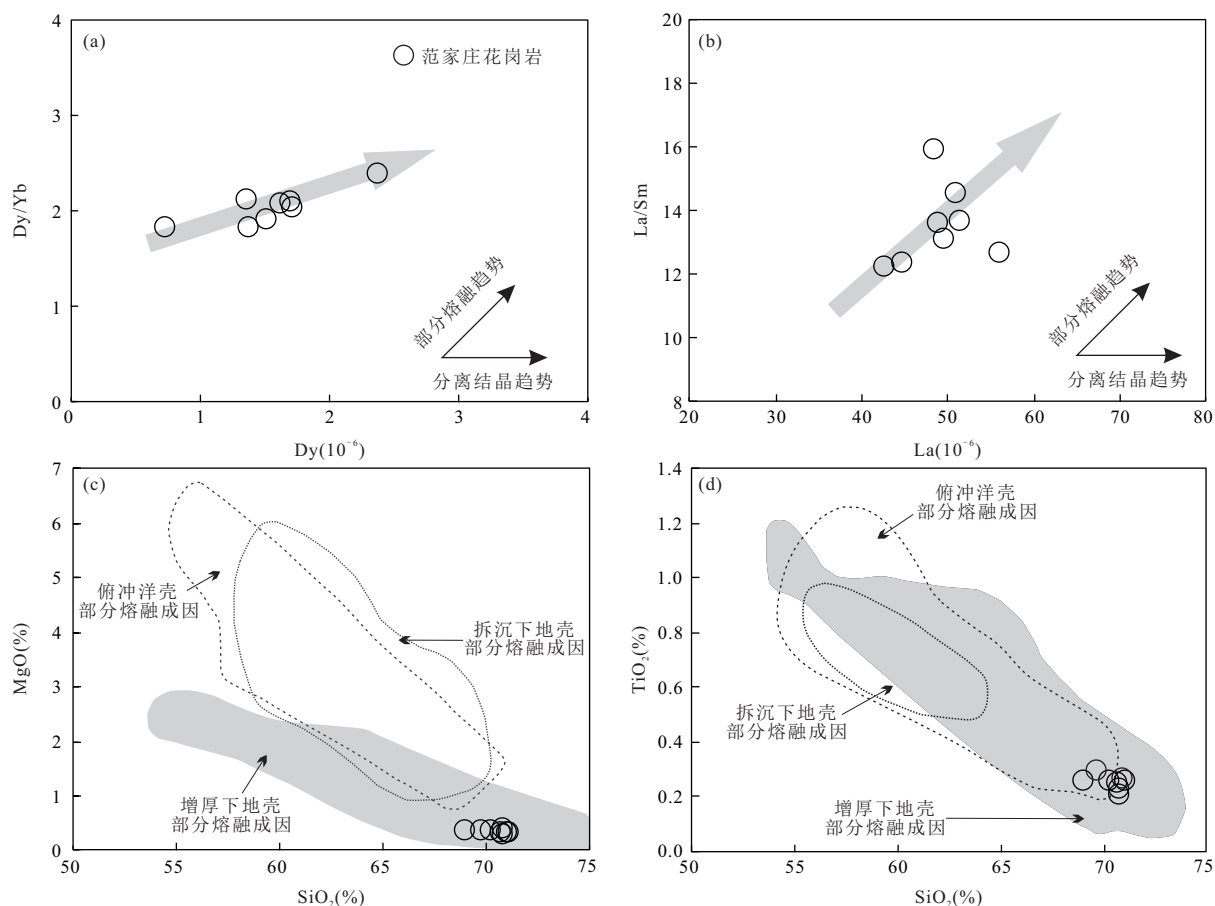 (a)
范家庄花岗岩
4
3
2
1
0
Dy/Yb
部分熔融趋势
分离结晶趋势
0
1
2
3
4
Dy(10⁻⁶)
(b)
20
18
16
14
12
10
8
La/Sm
部分熔融趋势
分离结晶趋势
20
30
40
50
60
70
80
La(10⁻⁶)
(c)
7
6
5
4
3
2
1
0
MgO(%)
俯冲洋壳
部分熔融成因
拆沉下地壳
部分熔融成因
增厚下地壳
部分熔融成因
50
55
60
65
70
75
SiO₂(%)
(d)
1.4
1.2
1.0
0.8
0.6
0.4
0.2
0.0
TiO₂(%)
俯冲洋壳
部分熔融成因
拆沉下地壳
部分熔融成因
增厚下地壳
部分熔融成因
50
55
60
65
70
75
SiO₂(%)